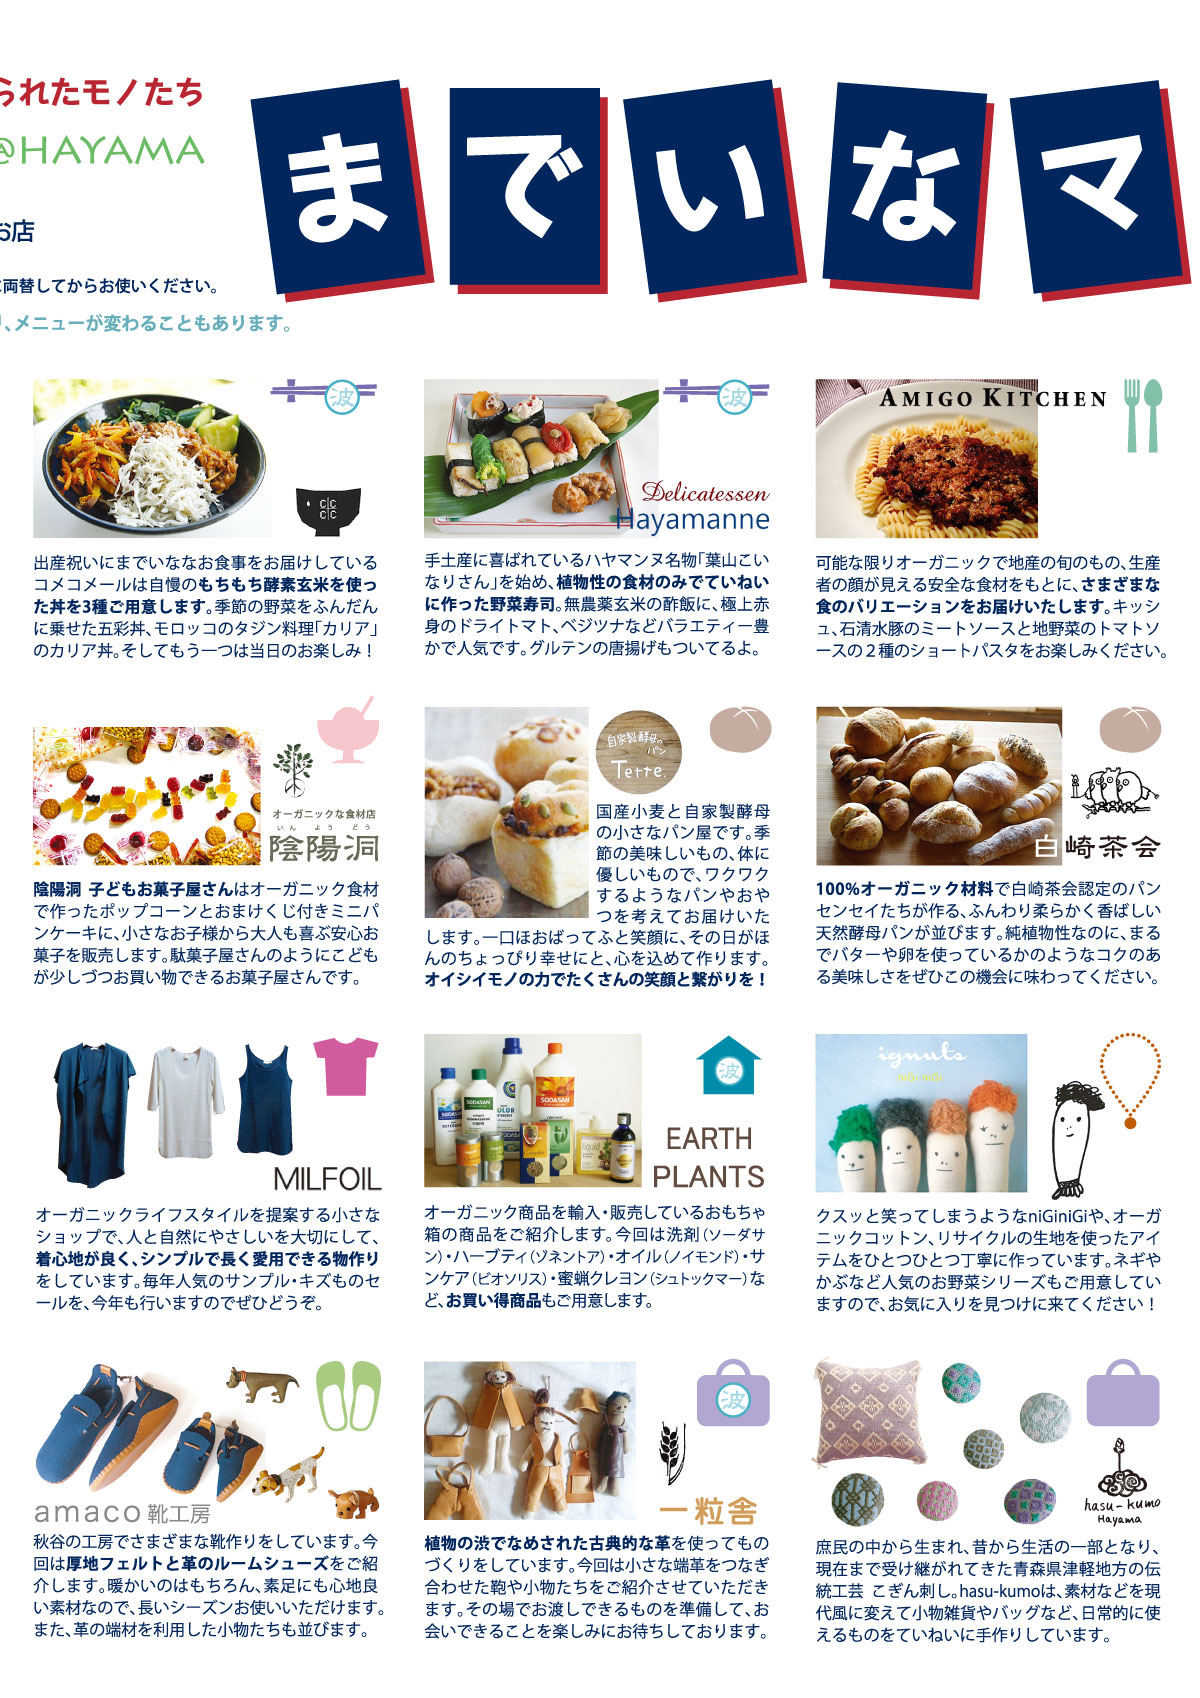 られたモノたち
@HAYAMA
までいなマ
お店
に両替してからお使いください。
り、メニューが変わることもあります。
波
出産祝いにまでいななお食事をお届けしている
コメコメールは自慢のもちもち酵素玄米を使っ
た丼を3種ご用意します。季節の野菜をふんだん
に乗せた五彩丼、モロッコのタジン料理「カリア」
のカリア丼。そしてもう一つは当日のお楽しみ！
波
Delicatessen
Hayamanne
手土産に喜ばれているハヤマンヌ名物「葉山こい
なりさん」を始め、植物性の食材のみでていねい
に作った野菜寿司。無農薬玄米の酢飯に、極上赤
身のドライトマト、ベジツナなどバラエティー豊
かで人気です。グルテンの唐揚げもついてるよ。
AMIGO KITCHEN
可能な限りオーガニックで地産の旬のもの、生産
者の顔が見える安全な食材をもとに、さまざまな
食のバリエーションをお届けいたします。キッシ
ュ、石清水豚のミートソースと地野菜のトマトソ
ースの２種のショートパスタをお楽しみください。
オーガニックな食材店
いん よう どう
陰陽洞
陰陽洞 子どもお菓子屋さんはオーガニック食材
で作ったポップコーンとおまけくじ付きミニパ
ンケーキに、小さなお子様から大人も喜ぶ安心お
菓子を販売します。駄菓子屋さんのようにこども
が少しづつお買い物できるお菓子屋さんです。
自家製酵母の
パン
Tette.
国産小麦と自家製酵母
の小さなパン屋です。季
節の美味しいもの、体に
優しいもので、ワクワク
するようなパンやおや
つを考えてお届けいた
します。一口ほおばってふと笑顔に、その日がほ
んのちょっぴり幸せにと、心を込めて作ります。
オイシイモノの力でたくさんの笑顔と繋がりを！
白崎茶会
100%オーガニック材料で白崎茶会認定のパン
センセイたちが作る、ふんわり柔らかく香ばしい
天然酵母パンが並びます。純植物性なのに、まる
でバターや卵を使っているかのようなコクのあ
る美味しさをぜひこの機会に味わってください。
MILFOIL
オーガニックライフスタイルを提案する小さな
ショップで、人と自然にやさしいを大切にして、
着心地が良く、シンプルで長く愛用できる物作り
をしています。毎年人気のサンプル・キズものセ
ールを、今年も行いますのでぜひどうぞ。
波
SODASAN
SODASAN
COLOR
SODASAN
liquid
EARTH
PLANTS
オーガニック商品を輸入・販売しているおもちゃ
箱の商品をご紹介します。今回は洗剤（ソーダサ
ン）・ハーブティ（ゾネントア）・オイル（ノイモンド）・サ
ンケア（ビオソリス）・蜜蝋クレヨン（シュトックマー）な
ど、お買い得商品もご用意します。
ignuts
クスッと笑ってしまうようなniGiniGiや、オーガ
ニックコットン、リサイクルの生地を使ったアイ
テムをひとつひとつ丁寧に作っています。ネギや
かぶなど人気のお野菜シリーズもご用意してい
ますので、お気に入りを見つけに来てください！
amaco 靴工房
秋谷の工房でさまざまな靴作りをしています。今
回は厚地フェルトと革のルームシューズをご紹
介します。暖かいのはもちろん、素足にも心地良
い素材なので、長いシーズンお使いいただけます。
また、革の端材を利用した小物たちも並びます。
波
一粒舎
植物の渋でなめされた古典的な革を使ってもの
づくりをしています。今回は小さな端革をつなぎ
合わせた鞄や小物たちをご紹介させていただき
ます。その場でお渡しできるものを準備して、お
会いできることを楽しみにお待ちしております。
hasu-kumo
Hayama
庶民の中から生まれ、昔から生活の一部となり、
現在まで受け継がれてきた青森県津軽地方の伝
統工芸 こぎん刺し。hasu-kumoは、素材などを現
代風に変えて小物雑貨やバッグなど、日常的に使
えるものをていねいに手作りしています。